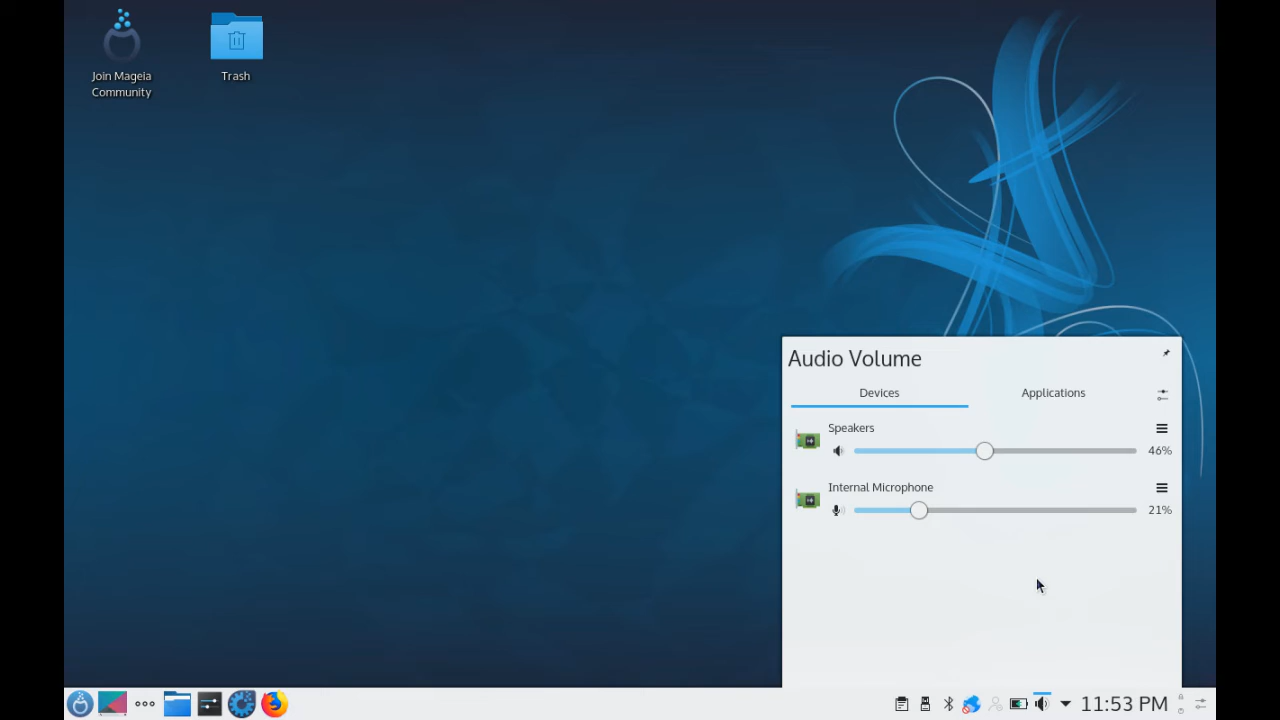 Join Mageia
Community
Trash
Audio Volume
Devices
Applications
Speakers
46%
Internal Microphone
21%
11:53 PM